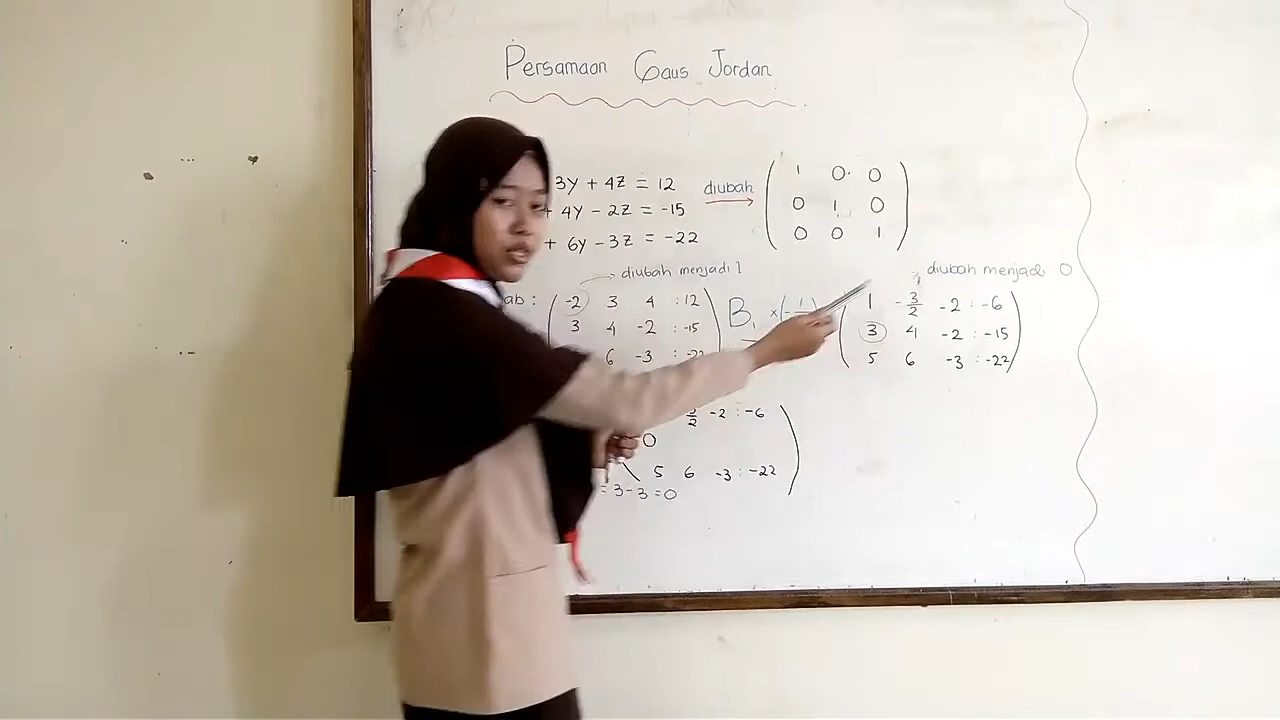 Persamaan Gaus Jordan
3y + 4z = 12 diubah 1 0 0
+ 4y - 2z = -15 0 1 0
+ 6y - 3z = -22 0 0 1
diubah menjadi 1 diubah menjadi 0
ab : -2 3 4 : 12 B₁ × (- 1 1 - 3/2 -2 : -6
3 4 -2 : -15 3 4 -2 : -15
6 -3 : -22 5 6 -3 : -22
3/2 -2 : -6
0
5 6 -3 : -22
= 3 - 3 = 0